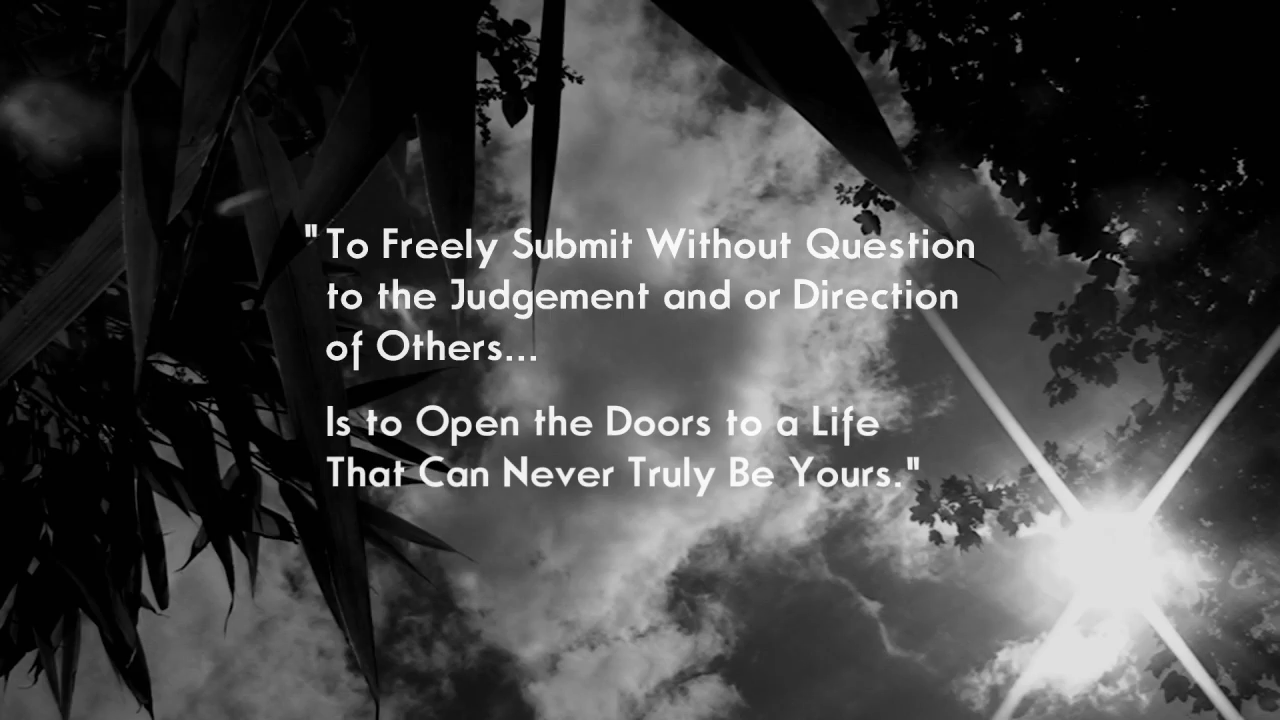 " To Freely Submit Without Question
to the Judgement and or Direction
of Others...
Is to Open the Doors to a Life
That Can Never Truly Be Yours."